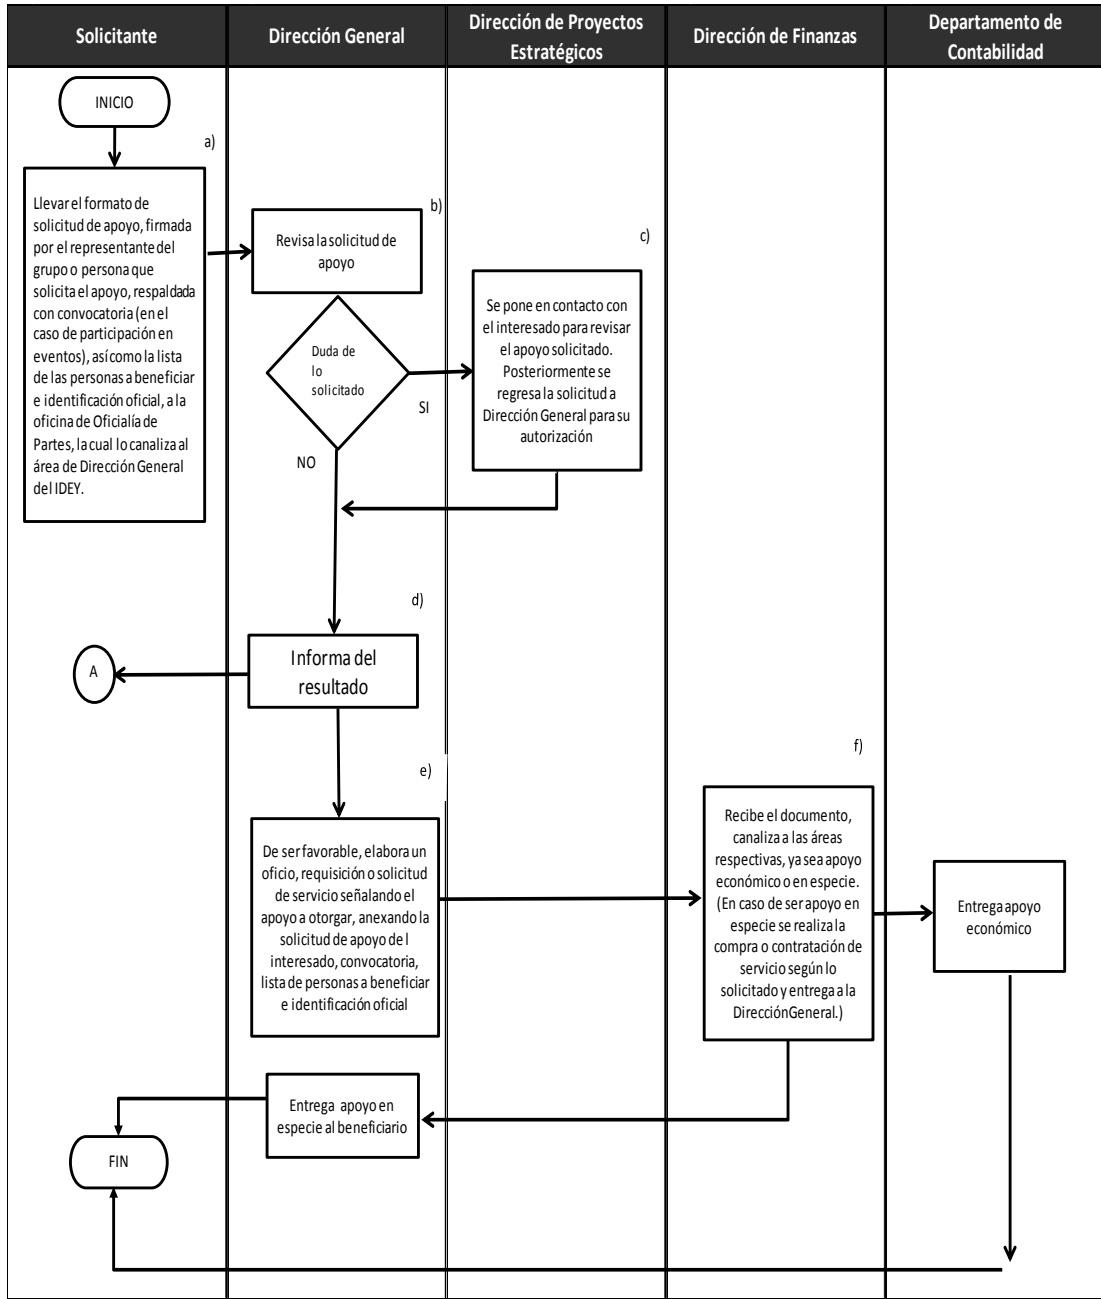 Solicitante
Dirección General
Dirección de Proyectos
Estratégicos
Dirección de Finanzas
Departamento de
Contabilidad
INICIO
a)
Llevar el formato de
solicitud de apoyo, firmada
por el representante del
grupo o persona que
solicita el apoyo, respaldada
con convocatoria (en el
caso de participación en
eventos), así como la lista
de las personas a beneficiar
e identificación oficial, a la
oficina de Oficialía de
Partes, la cual lo canaliza al
área de Dirección General
del IDEY.
b)
Revisa la solicitud de
apoyo
Duda de
lo
solicitado
SI
NO
c)
Se pone en contacto con
el interesado para revisar
el apoyo solicitado.
Posteriormente se
regresa la solicitud a
Dirección General para su
autorización
d)
Informa del
resultado
A
e)
De ser favorable, elabora un
oficio, requisición o solicitud
de servicio señalando el
apoyo a otorgar, anexando la
solicitud de apoyo de l
interesado, convocatoria,
lista de personas a beneficiar
e identificación oficial
f)
Recibe el documento,
canaliza a las áreas
respectivas, ya sea apoyo
económico o en especie.
(En caso de ser apoyo en
especie se realiza la
compra o contratación de
servicio según lo
solicitado y entrega a la
DirecciónGeneral.)
Entrega apoyo
económico
Entrega apoyo en
especie al beneficiario
FIN